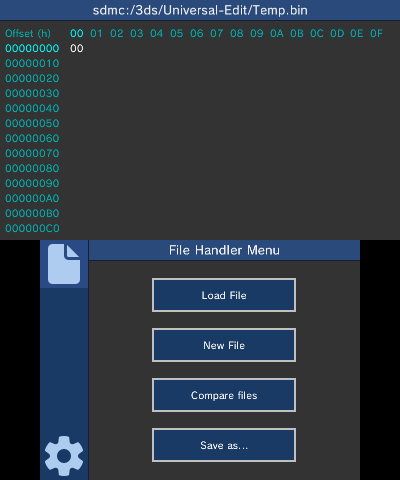 sdmc:/3ds/Universal-Edit/Temp.bin
Offset (h) 00 01 02 03 04 05 06 07 08 09 0A 0B 0C 0D 0E 0F
00000000 00
00000010
00000020
00000030
00000040
00000050
00000060
00000070
00000080
00000090
000000A0
000000B0
000000C0
File Handler Menu
Load File
New File
Compare files
Save as...